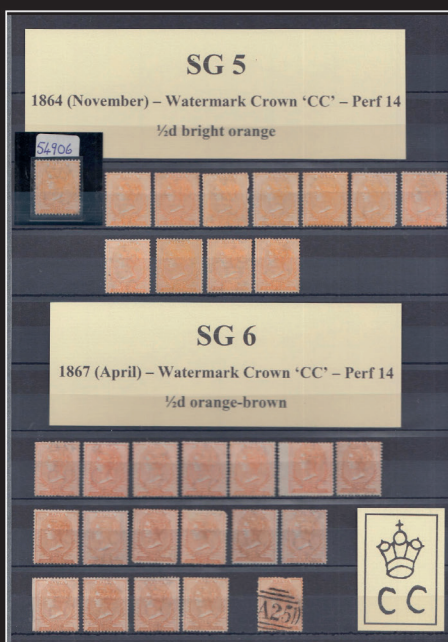 SG 5
1864 (November) – Watermark Crown ‘CC’ – Perf 14
½d bright orange
54906
SG 6
1867 (April) – Watermark Crown ‘CC’ – Perf 14
½d orange-brown
A25
CC